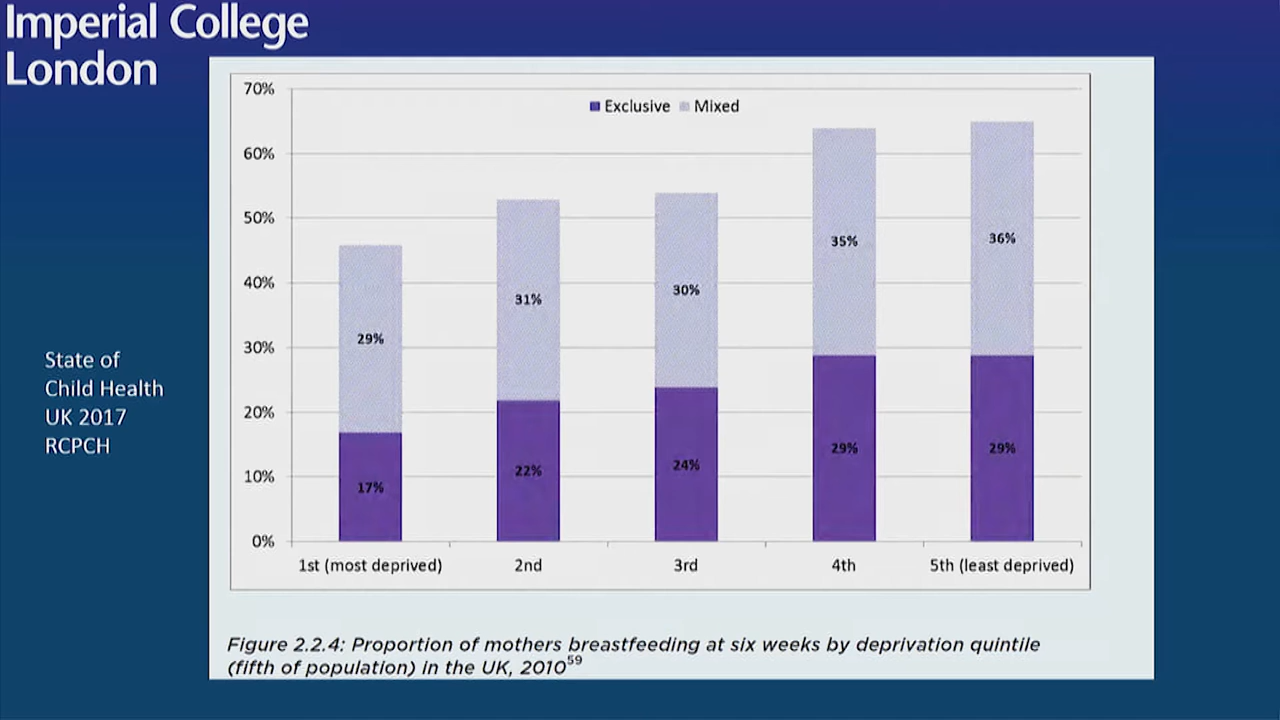 Imperial College
London
70%
Exclusive Mixed
60%
50%
40%
30%
20%
10%
0%
29%
31%
30%
35%
36%
17%
22%
24%
29%
29%
1st (most deprived) 2nd 3rd 4th 5th (least deprived)
State of
Child Health
UK 2017
RCPCH
Figure 2.2.4: Proportion of mothers breastfeeding at six weeks by deprivation quintile
(fifth of population) in the UK, 2010⁵⁹